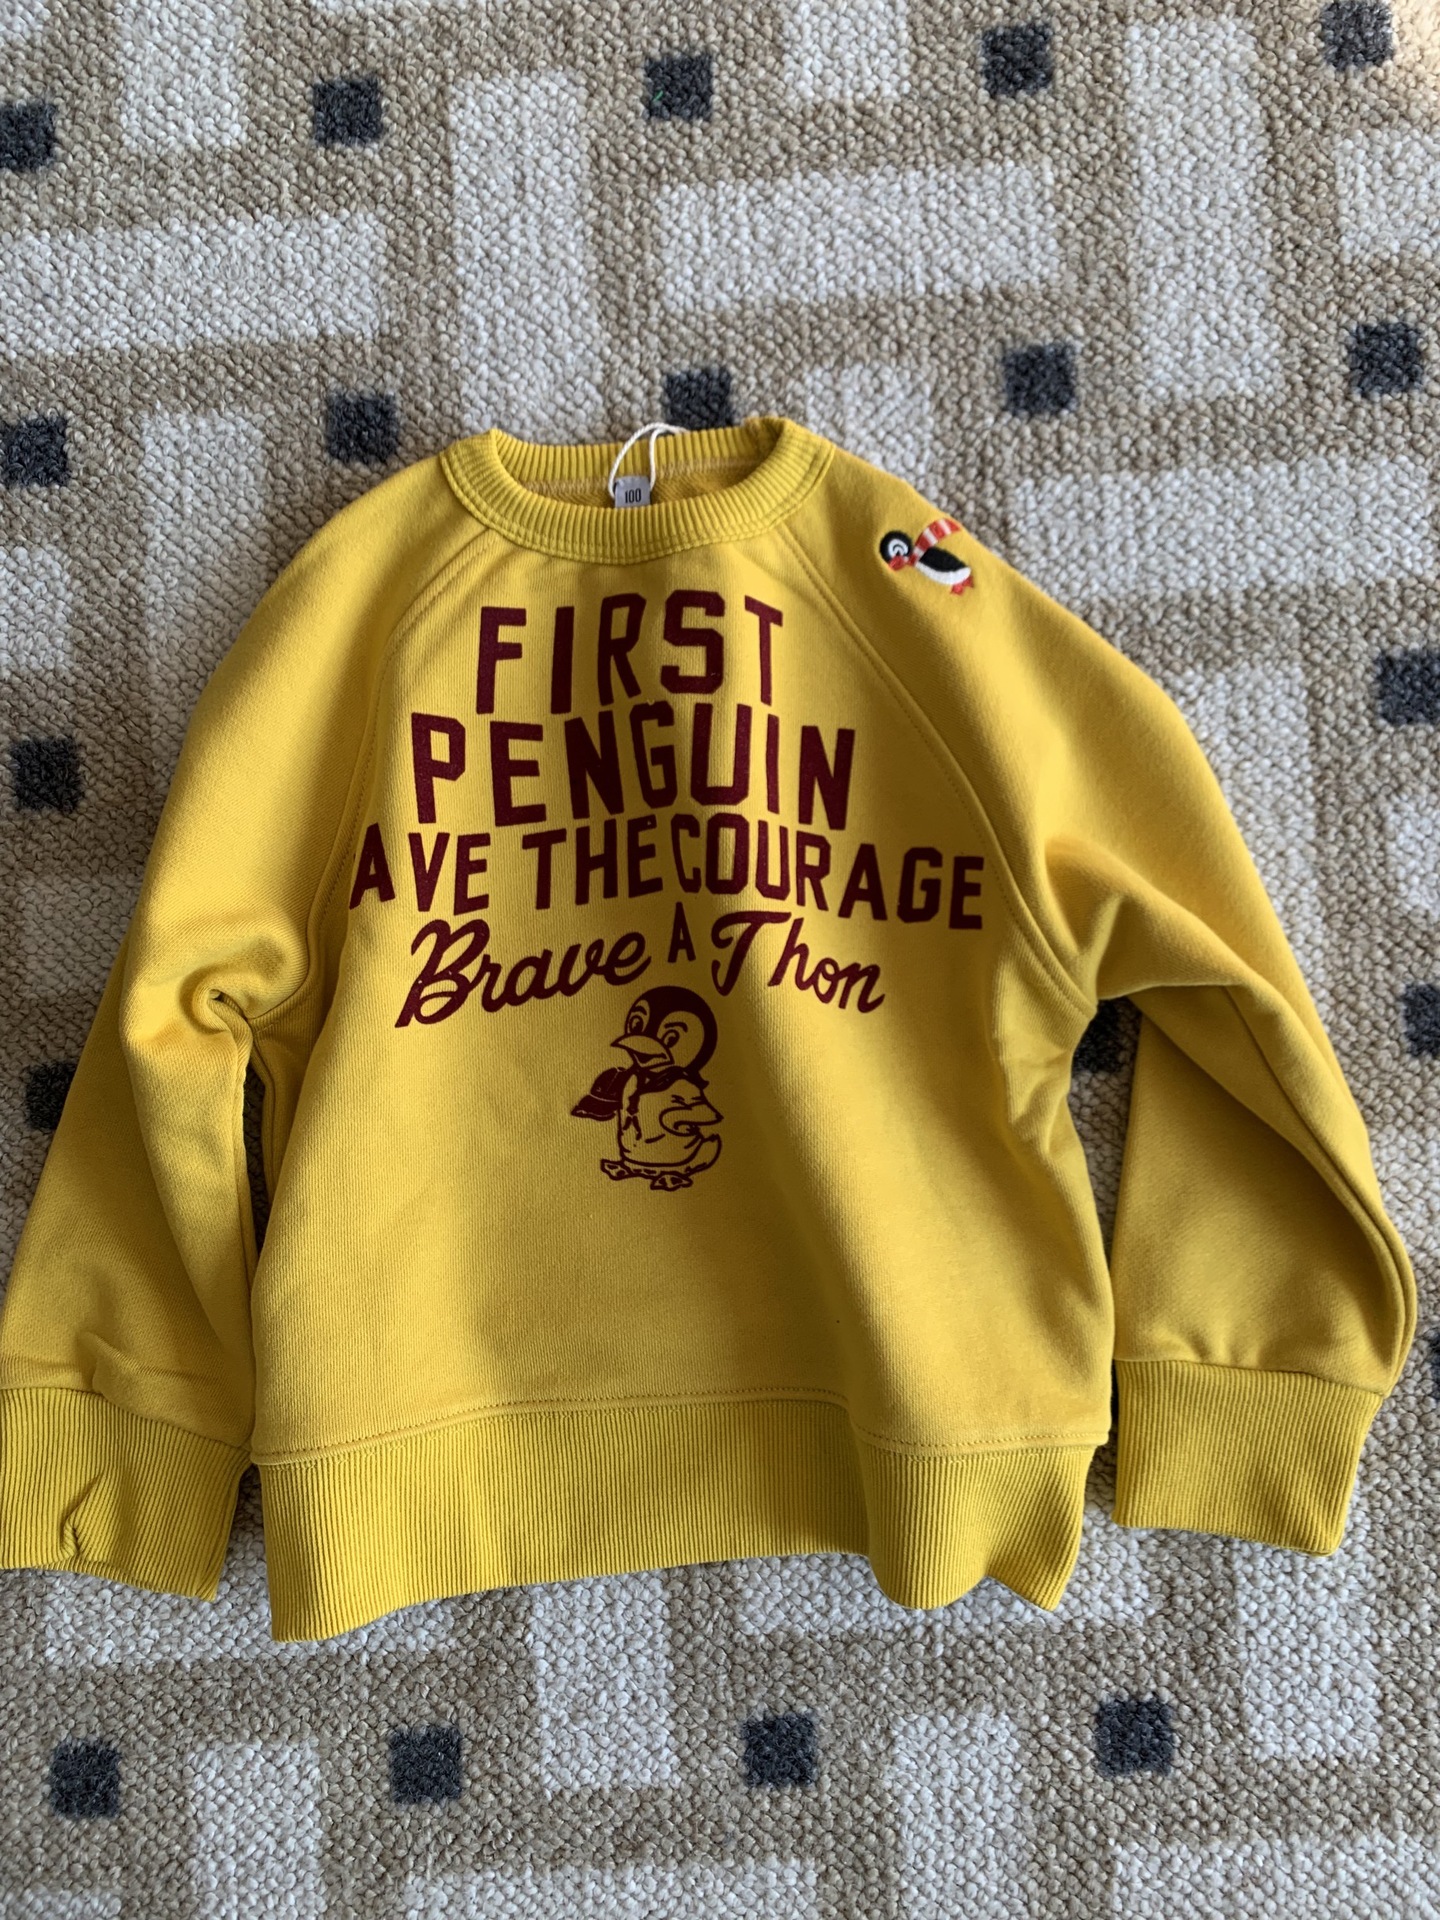 100
FIRST
PENGUIN
AVE THE COURAGE
Brave A Thon